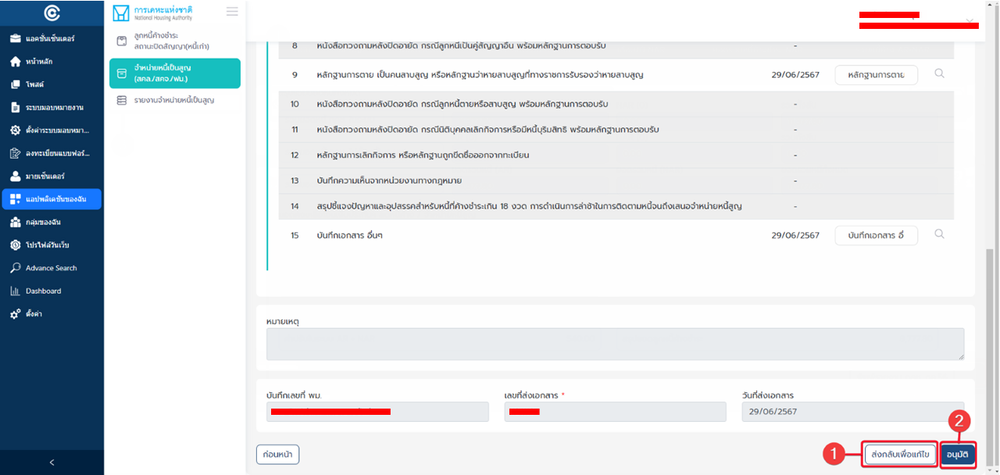 การเคหะแห่งชาติ
National Housing Authority
แอคชั่นเซ็นเตอร์
หน้าหลัก
โพสต์
ระบบมอบหมายงาน
ตั้งค่าระบบมอบหมา...
ลงทะเบียนแบบฟอร์...
มายเซ็นเตอร์
แอปพลิเคชันของฉัน
กลุ่มของฉัน
โปรไฟล์วันเว็บ
Advance Search
Dashboard
ตั้งค่า
<
ลูกหนี้ค้างชำระ
สถานะปิดสัญญา(หนี้เก่า)
จำหน่ายหนี้เป็นสูญ
(สคล./สคจ./ฟม.)
รายงานจำหน่ายหนี้เป็นสูญ
8 หนังสือทวงถามหลังปิดอายัด กรณีลูกหนี้เป็นคู่สัญญาอื่น พร้อมหลักฐานการตอบรับ -
9 หลักฐานการตาย เป็นคนสาบสูญ หรือหลักฐานว่าหายสาบสูญที่ทางราชการรับรองว่าหายสาบสูญ 29/06/2567 หลักฐานการตาย
10 หนังสือทวงถามหลังปิดอายัด กรณีลูกหนี้ตายหรือสาบสูญ พร้อมหลักฐานการตอบรับ -
11 หนังสือทวงถามหลังปิดอายัด กรณีนิติบุคคลเลิกกิจการหรือมีหนี้บุริมสิทธิ พร้อมหลักฐานการตอบรับ -
12 หลักฐานการเลิกกิจการ หรือหลักฐานถูกขีดชื่อออกจากทะเบียน -
13 บันทึกความเห็นจากหน่วยงานทางกฎหมาย -
14 สรุปชี้แจงปัญหาและอุปสรรคสำหรับหนี้ที่ค้างชำระเกิน 18 งวด การดำเนินการล่าช้าในการติดตามหนี้จนถึงเสนอจำหน่ายหนี้สูญ -
15 บันทึกเอกสาร อื่นๆ 29/06/2567 บันทึกเอกสาร อื่
หมายเหตุ
บันทึกเลขที่ พม. เลขที่ส่งเอกสาร * วันที่ส่งเอกสาร
29/06/2567
2
ก่อนหน้า 1 ส่งกลับเพื่อแก้ไข อนุมัติ